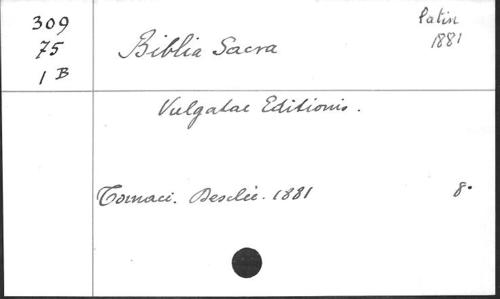 309
75
1 B
Latin
1881
Biblia Sacra
Vulgatae Editionis.
Tornaci. Desclée. 1881
8°